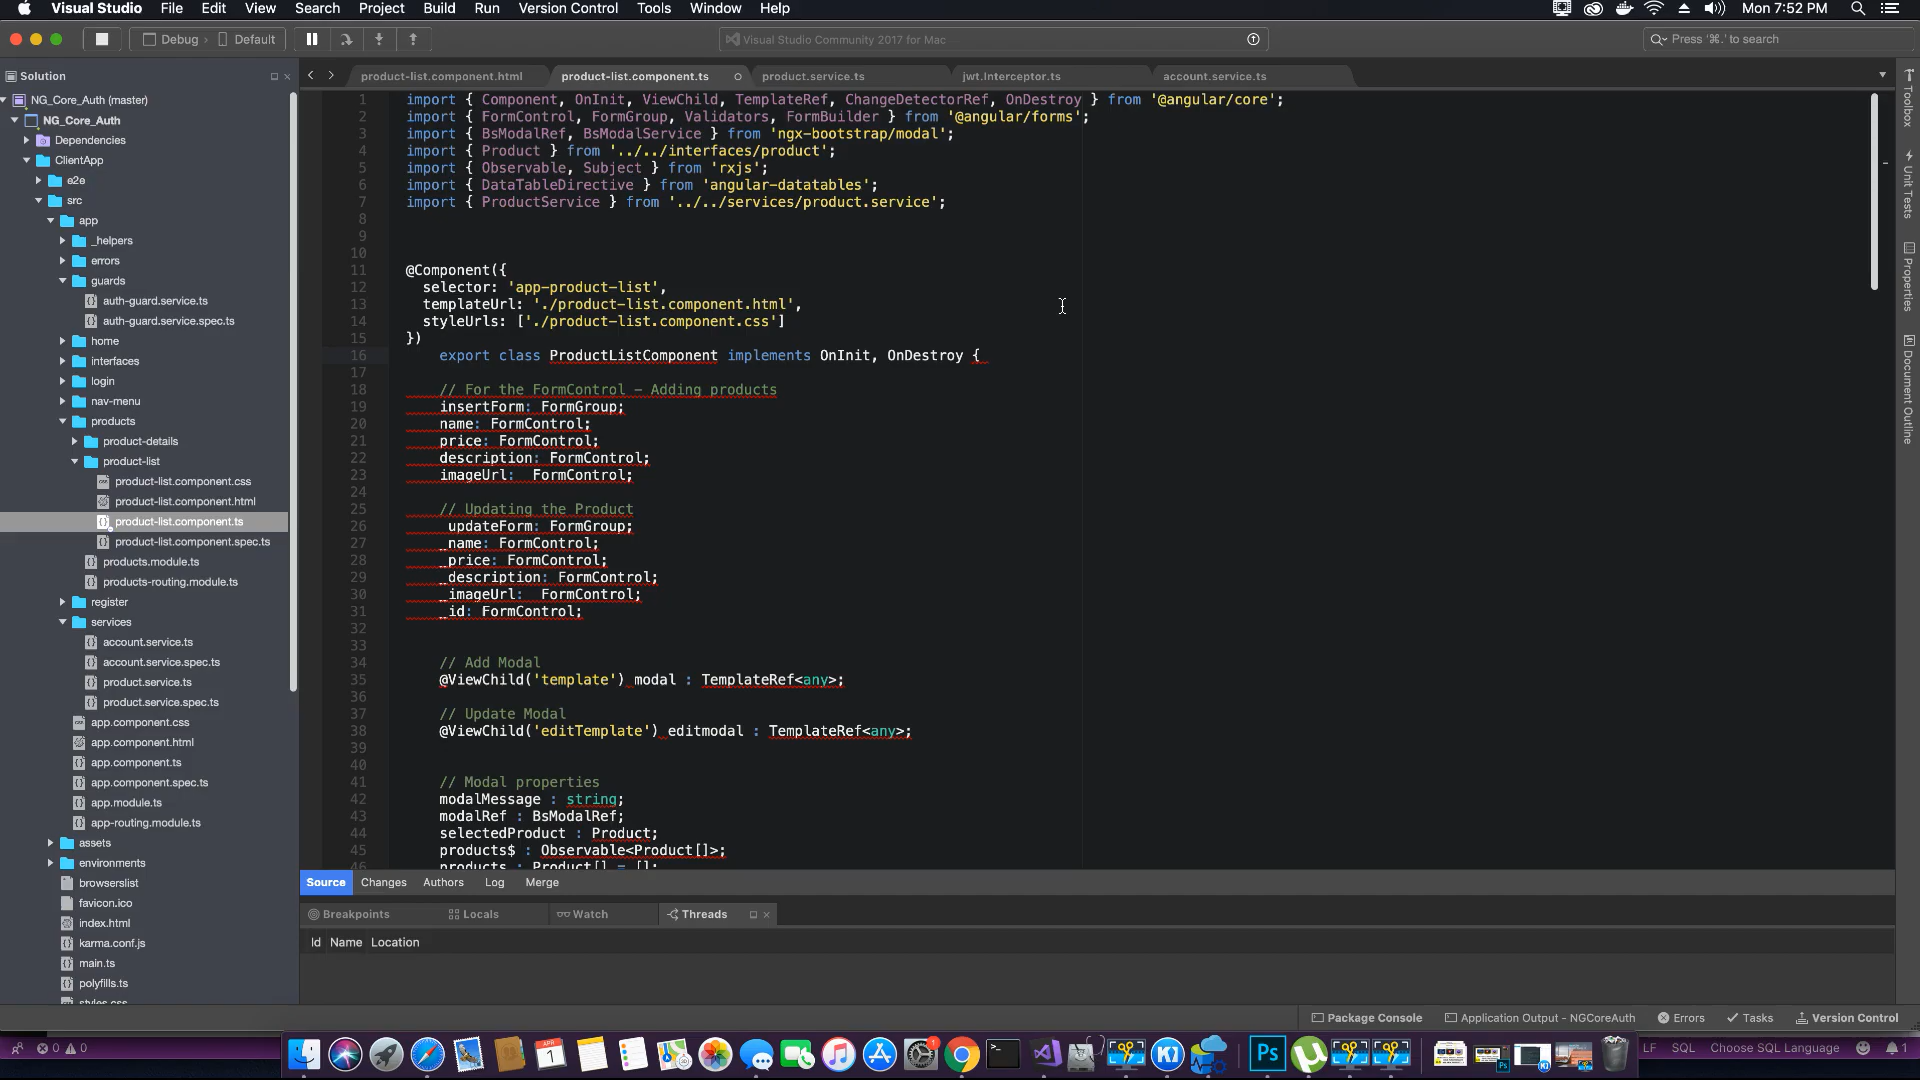 Visual Studio File Edit View Search Project Build Run Version Control Tools Window Help Mon 7:52 PM
Debug Default Visual Studio Community 2017 for Mac Press '⌘.' to search
Solution
product-list.component.html product-list.component.ts product.service.ts jwt.Interceptor.ts account.service.ts
NG_Core_Auth (master)
NG_Core_Auth
Dependencies
ClientApp
e2e
src
app
_helpers
errors
guards
auth-guard.service.ts
auth-guard.service.spec.ts
home
interfaces
login
nav-menu
products
product-details
product-list
product-list.component.css
product-list.component.html
product-list.component.ts
product-list.component.spec.ts
products.module.ts
products-routing.module.ts
register
services
account.service.ts
account.service.spec.ts
product.service.ts
product.service.spec.ts
app.component.css
app.component.html
app.component.ts
app.component.spec.ts
app.module.ts
app-routing.module.ts
assets
environments
browserslist
favicon.ico
index.html
karma.conf.js
main.ts
polyfills.ts
styles.css
1 import { Component, OnInit, ViewChild, TemplateRef, ChangeDetectorRef, OnDestroy } from '@angular/core';
2 import { FormControl, FormGroup, Validators, FormBuilder } from '@angular/forms';
3 import { BsModalRef, BsModalService } from 'ngx-bootstrap/modal';
4 import { Product } from '../../interfaces/product';
5 import { Observable, Subject } from 'rxjs';
6 import { DataTableDirective } from 'angular-datatables';
7 import { ProductService } from '../../services/product.service';
8
9
10
11 @Component({
12 selector: 'app-product-list',
13 templateUrl: './product-list.component.html',
14 styleUrls: ['./product-list.component.css']
15 })
16 export class ProductListComponent implements OnInit, OnDestroy {
17
18 // For the FormControl - Adding products
19 insertForm: FormGroup;
20 name: FormControl;
21 price: FormControl;
22 description: FormControl;
23 imageUrl: FormControl;
24
25 // Updating the Product
26 updateForm: FormGroup;
27 _name: FormControl;
28 _price: FormControl;
29 _description: FormControl;
30 _imageUrl: FormControl;
31 _id: FormControl;
32
33
34 // Add Modal
35 @ViewChild('template') modal : TemplateRef<any>;
36
37 // Update Modal
38 @ViewChild('editTemplate') editmodal : TemplateRef<any>;
39
40
41 // Modal properties
42 modalMessage : string;
43 modalRef : BsModalRef;
44 selectedProduct : Product;
45 products$ : Observable<Product[]>;
46 products : Product[] = [];
Toolbox
Unit Tests
Properties
Document Outline
Source Changes Authors Log Merge
Breakpoints Locals Watch Threads
Id Name Location
Package Console Application Output - NGCoreAuth Errors Tasks Version Control
0 0 LF SQL Choose SQL Language 1